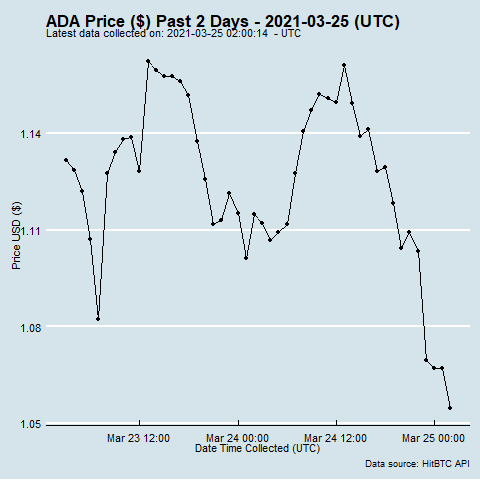 ADA Price ($) Past 2 Days - 2021-03-25 (UTC)
Latest data collected on: 2021-03-25 02:00:14 - UTC
1.14
1.11
1.08
1.05
Price USD ($)
Mar 23 12:00
Mar 24 00:00
Mar 24 12:00
Mar 25 00:00
Date Time Collected (UTC)
Data source: HitBTC API